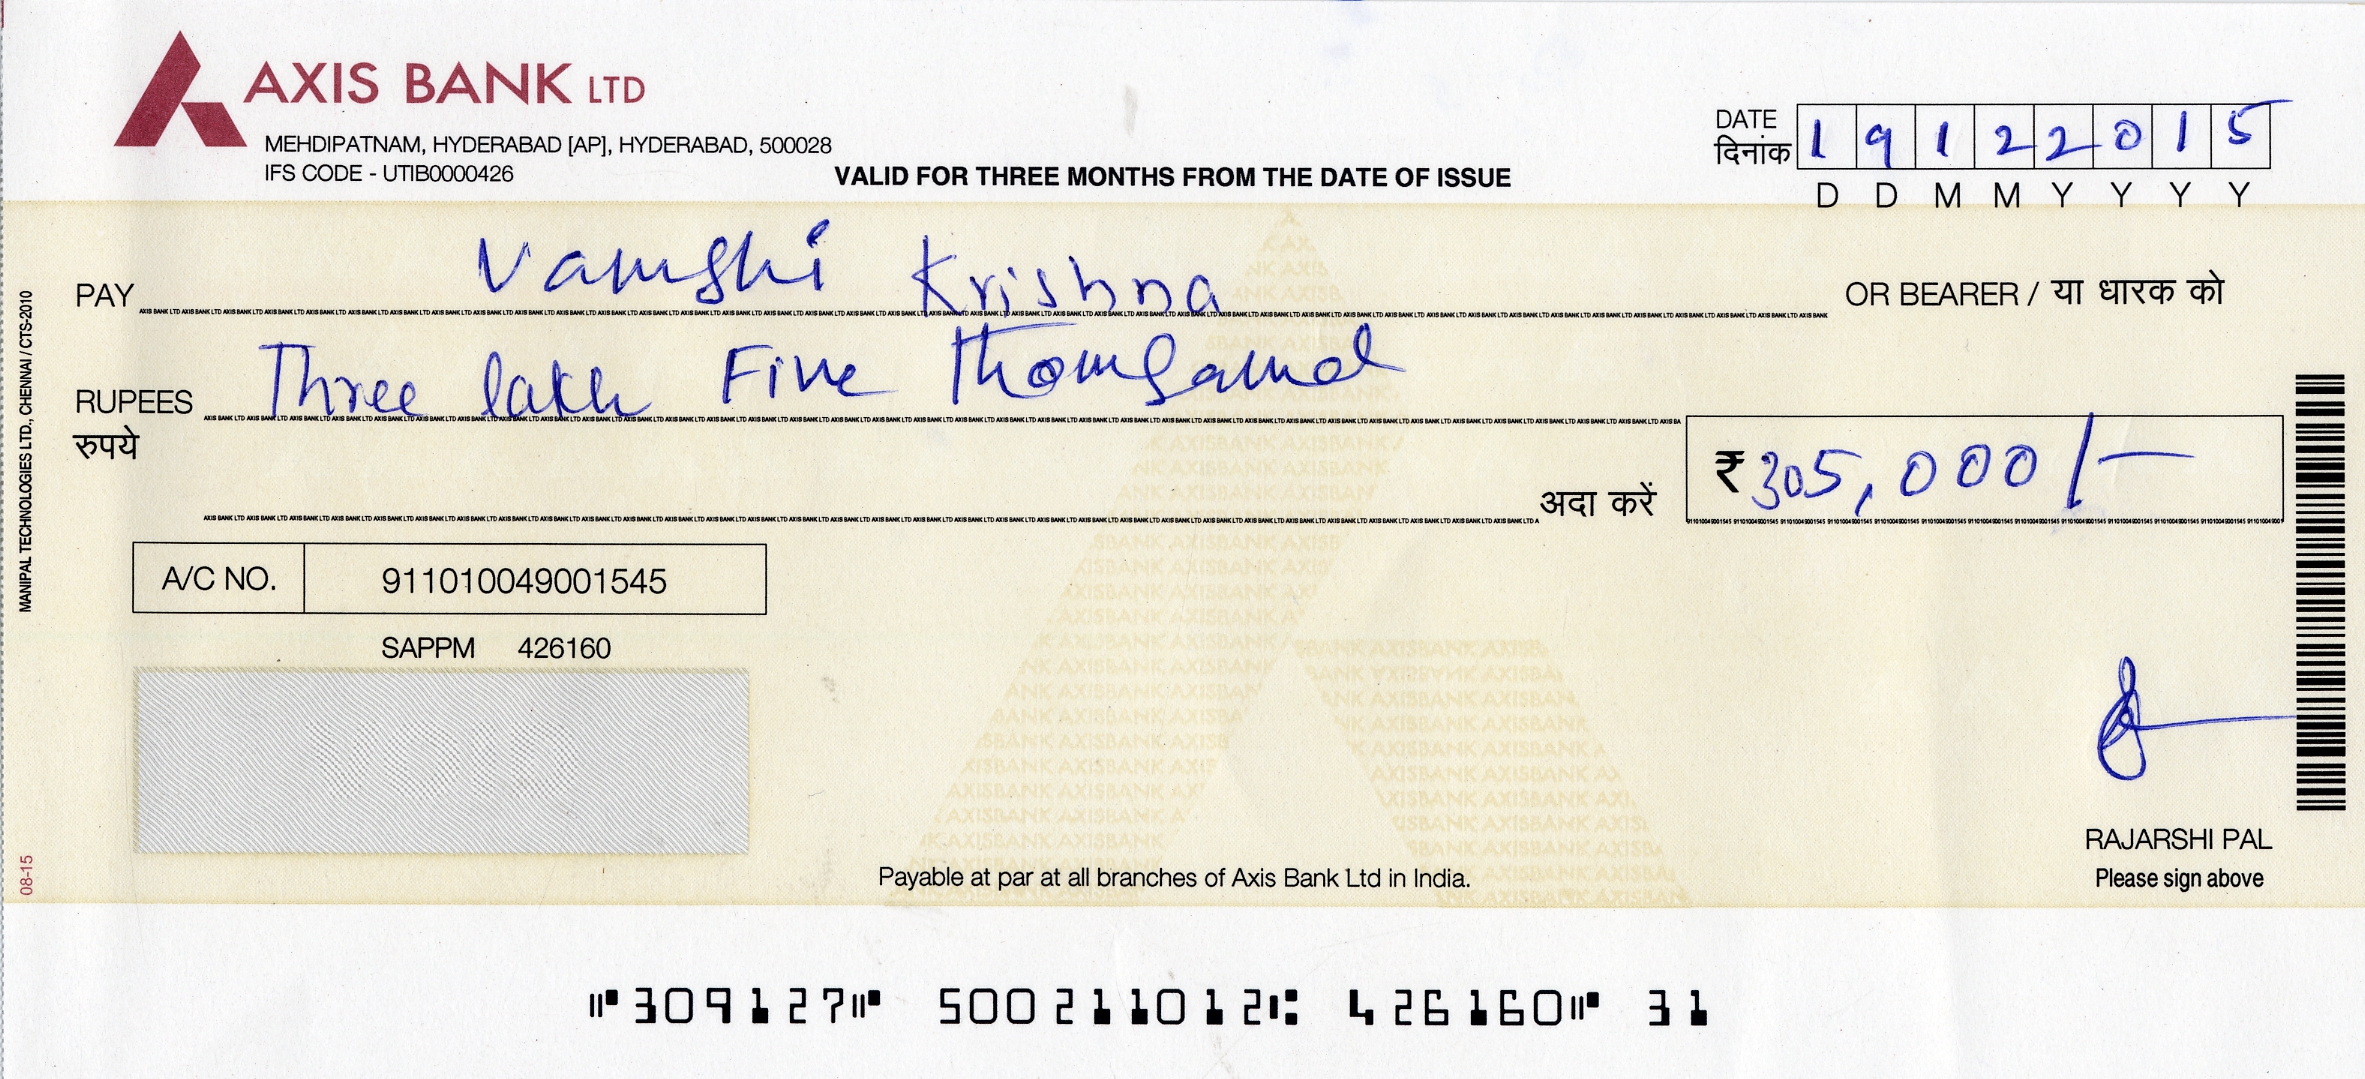 AXIS BANK LTD
MEHDIPATNAM, HYDERABAD [AP], HYDERABAD, 500028
IFS CODE - UTIB0000426
VALID FOR THREE MONTHS FROM THE DATE OF ISSUE
DATE
दिनांक
1 9 1 2 2 0 1 5
D D M M Y Y Y Y
PAY Vamshi Krishna OR BEARER / या धारक को
RUPEES Three lakh Five Thousand
रुपये
अदा करें ₹ 305,000/-
A/C NO. 911010049001545
SAPPM 426160
VOID
RAJARSHI PAL
Payable at par at all branches of Axis Bank Ltd in India.
Please sign above
MANIPAL TECHNOLOGIES LTD., CHENNAI / CTS-2010
08-15
⑈309127⑈ 500211012⑆ 426160⑈ 31